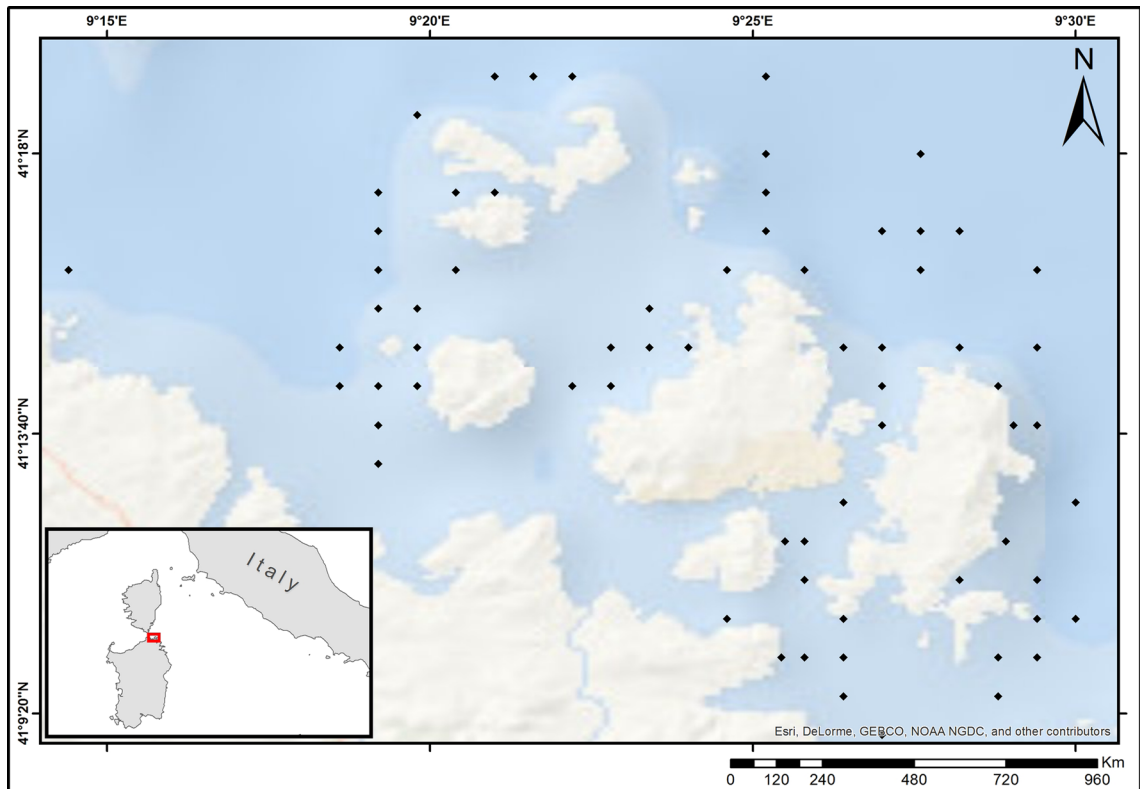 9°15'E 9°20'E 9°25'E 9°30'E
N
41°18'N
41°13'40"N
41°9'20"N
Italy
Esri, DeLorme, GEBCO, NOAA NGDC, and other contributors
Km
0 120 240 480 720 960